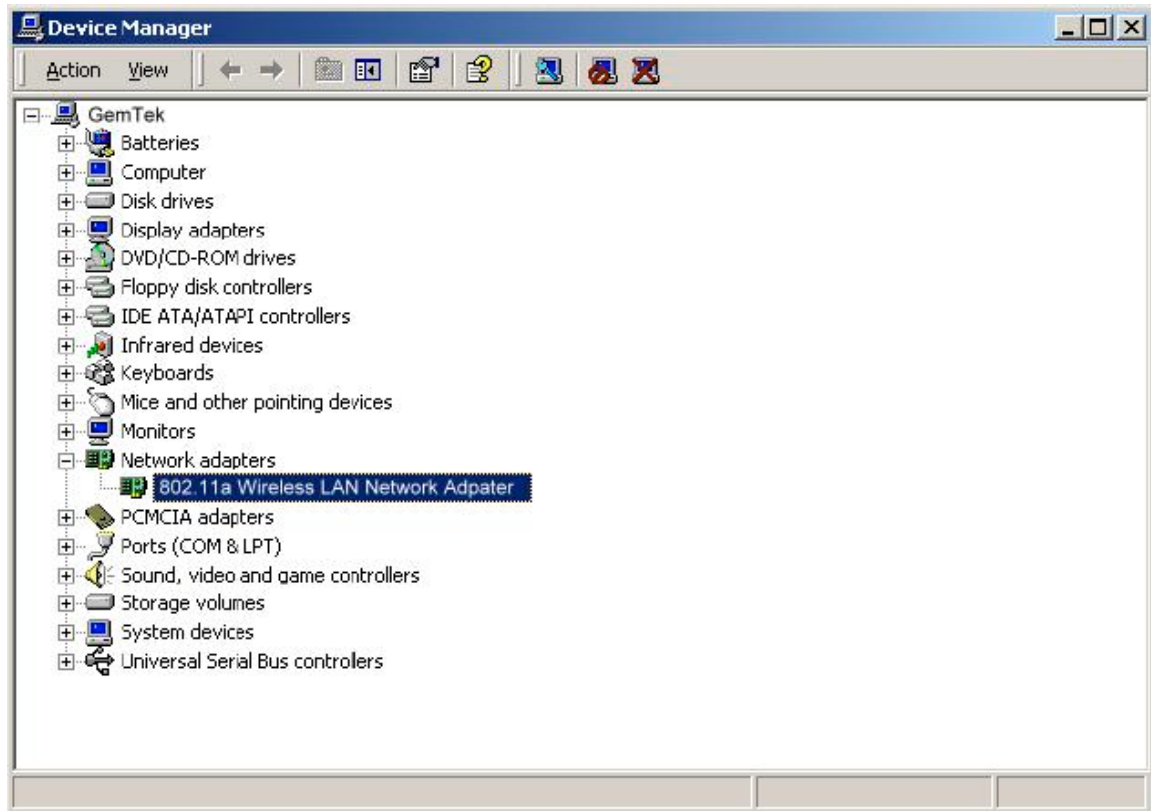 Device Manager
Action View
GemTek
Batteries
Computer
Disk drives
Display adapters
DVD/CD-ROM drives
Floppy disk controllers
IDE ATA/ATAPI controllers
Infrared devices
Keyboards
Mice and other pointing devices
Monitors
Network adapters
802.11a Wireless LAN Network Adpater
PCMCIA adapters
Ports (COM & LPT)
Sound, video and game controllers
Storage volumes
System devices
Universal Serial Bus controllers